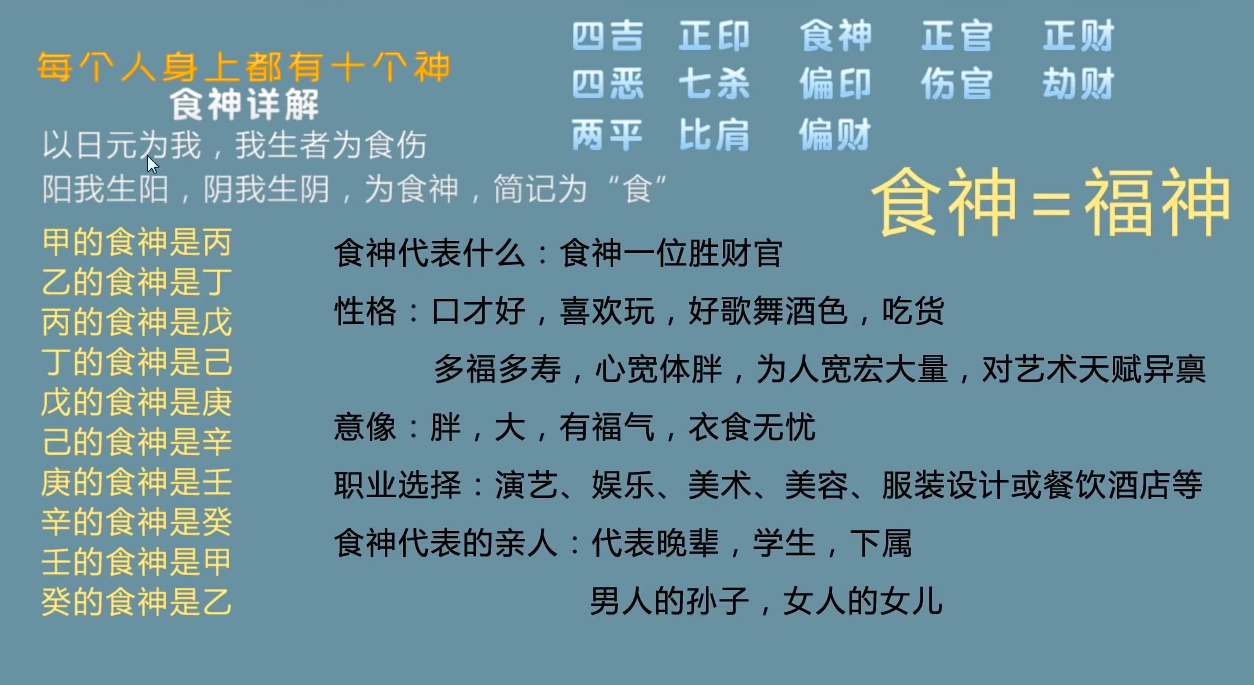 每个人身上都有十个神
食神详解
以日元为我，我生者为食伤
阳我生阳，阴我生阴，为食神，简记为“食”
四吉 正印 食神 正官 正财
四恶 七杀 偏印 伤官 劫财
两平 比肩 偏财
食神=福神
甲的食神是丙
乙的食神是丁
丙的食神是戊
丁的食神是己
戊的食神是庚
己的食神是辛
庚的食神是壬
辛的食神是癸
壬的食神是甲
癸的食神是乙
食神代表什么：食神一位胜财官
性格：口才好，喜欢玩，好歌舞酒色，吃货
多福多寿，心宽体胖，为人宽宏大量，对艺术天赋异禀
意像：胖，大，有福气，衣食无忧
职业选择：演艺、娱乐、美术、美容、服装设计或餐饮酒店等
食神代表的亲人：代表晚辈，学生，下属
男人的孙子，女人的女儿